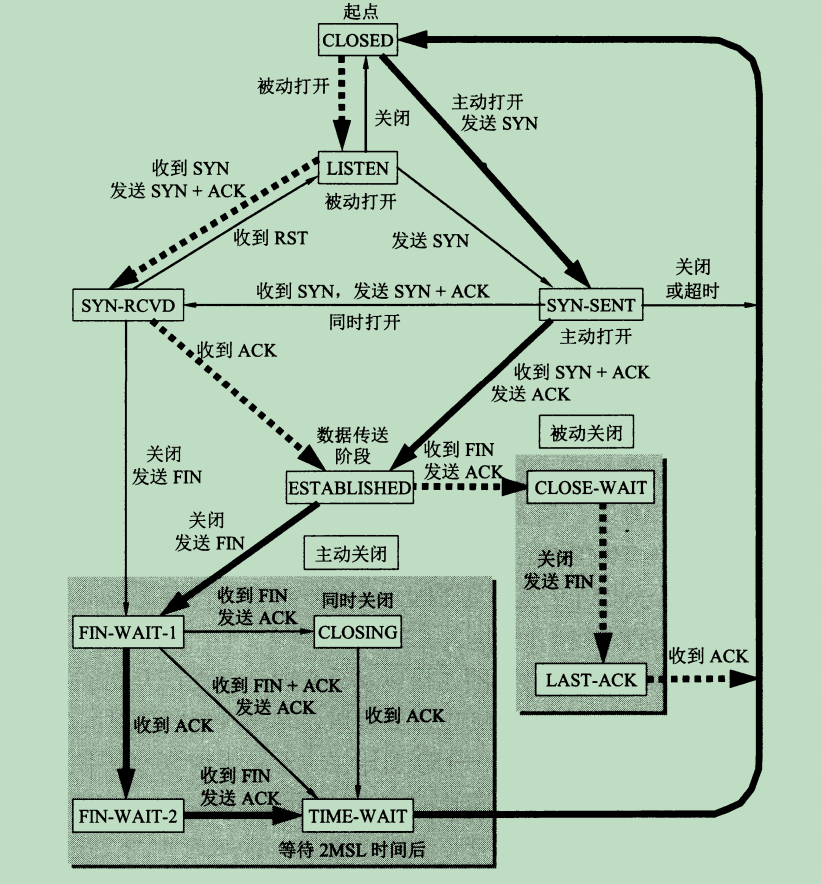 起点
CLOSED
被动打开
关闭
主动打开
发送 SYN
收到 SYN
发送 SYN + ACK
LISTEN
被动打开
收到 RST
发送 SYN
关闭
或超时
SYN-RCVD
收到 SYN，发送 SYN + ACK
同时打开
SYN-SENT
主动打开
收到 ACK
收到 SYN + ACK
发送 ACK
数据传送
阶段
被动关闭
关闭
发送 FIN
收到 FIN
发送 ACK
ESTABLISHED
CLOSE-WAIT
关闭
发送 FIN
主动关闭
关闭
发送 FIN
收到 FIN
发送 ACK
同时关闭
FIN-WAIT-1
CLOSING
收到 ACK
LAST-ACK
收到 FIN + ACK
发送 ACK
收到 ACK
收到 ACK
收到 FIN
发送 ACK
FIN-WAIT-2
TIME-WAIT
等待 2MSL 时间后